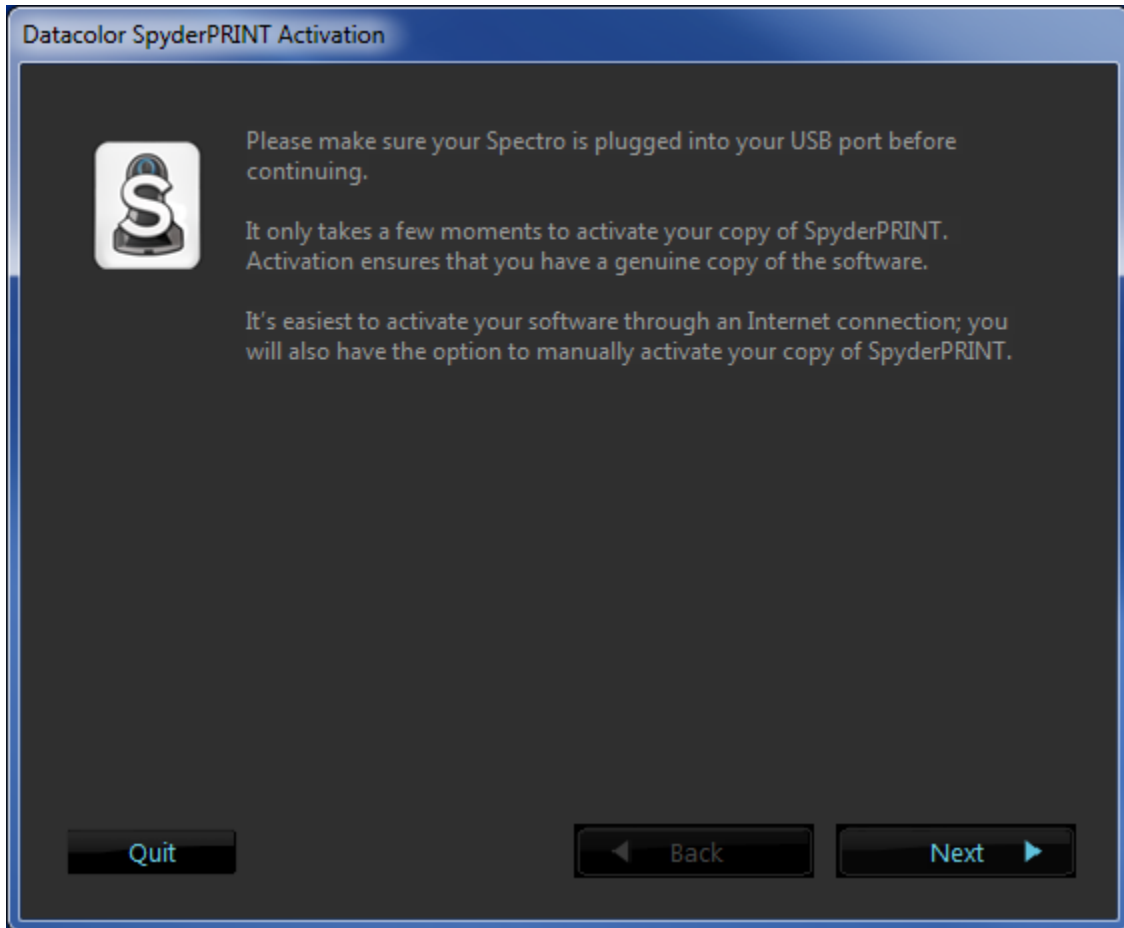 Datacolor SpyderPRINT Activation
Please make sure your Spectro is plugged into your USB port before
continuing.
It only takes a few moments to activate your copy of SpyderPRINT.
Activation ensures that you have a genuine copy of the software.
It's easiest to activate your software through an Internet connection; you
will also have the option to manually activate your copy of SpyderPRINT.
S
Quit
Back
Next